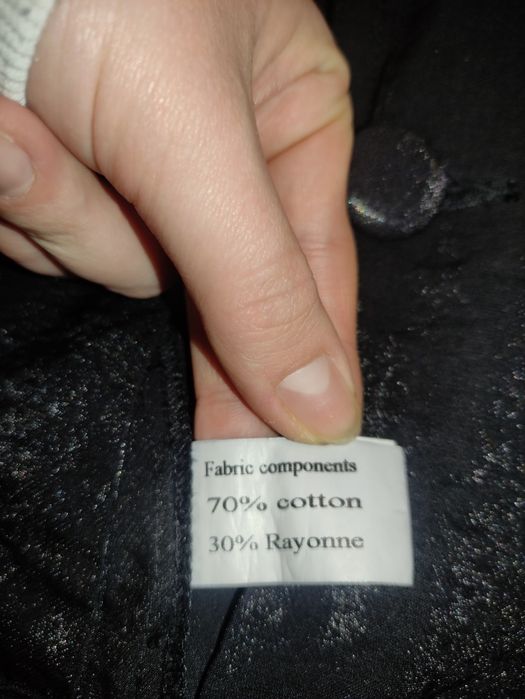 Fabric components
70% cotton
30% Rayonne